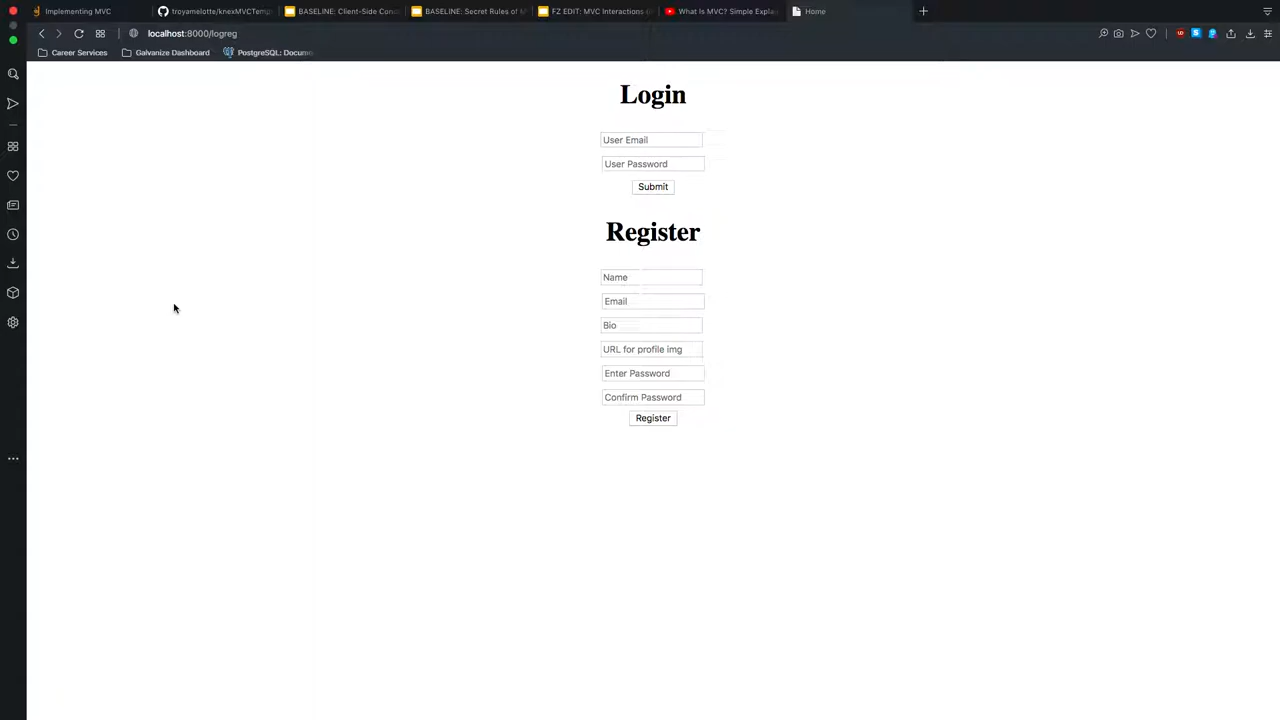 Implementing MVC
troyamelotte/knexMVCTemp
BASELINE: Client-Side Conc
BASELINE: Secret Rules of M
FZ EDIT: MVC Interactions
What Is MVC? Simple Explai
Home
localhost:8000/logreg
Career Services
Galvanize Dashboard
PostgreSQL: Docume
Login
User Email
User Password
Submit
Register
Name
Email
Bio
URL for profile img
Enter Password
Confirm Password
Register